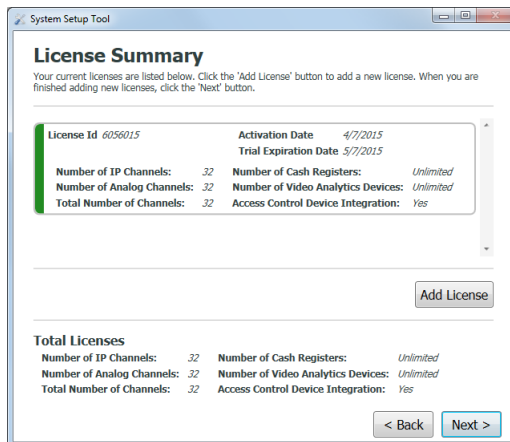 System Setup Tool
License Summary
Your current licenses are listed below. Click the 'Add License' button to add a new license. When you are
finished adding new licenses, click the 'Next' button.
License Id 6056015 Activation Date 4/7/2015
Trial Expiration Date 5/7/2015
Number of IP Channels: 32 Number of Cash Registers: Unlimited
Number of Analog Channels: 32 Number of Video Analytics Devices: Unlimited
Total Number of Channels: 32 Access Control Device Integration: Yes
Add License
Total Licenses
Number of IP Channels: 32 Number of Cash Registers: Unlimited
Number of Analog Channels: 32 Number of Video Analytics Devices: Unlimited
Total Number of Channels: 32 Access Control Device Integration: Yes
< Back Next >